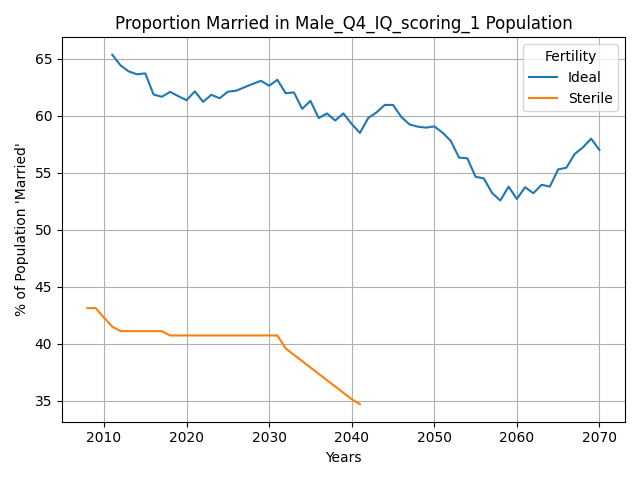 Proportion Married in Male_Q4_IQ_scoring_1 Population
Fertility
Ideal
Sterile
65
60
55
50
45
40
35
% of Population 'Married'
2010 2020 2030 2040 2050 2060 2070
Years